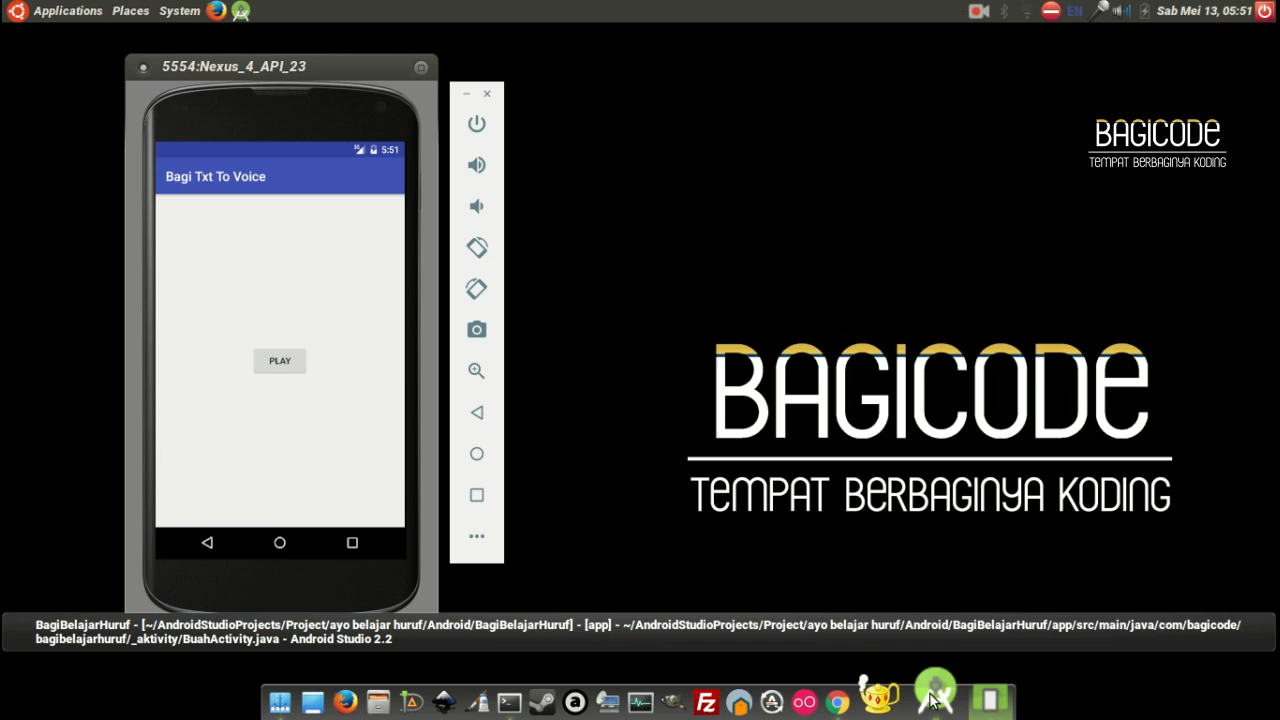 Applications Places System
EN Sab Mei 13, 05:51
5554:Nexus_4_API_23
3G 5:51
Bagi Txt To Voice
PLAY
BAGiCODe
TeMPAT BeRBAGiNYA KODiNG
BAGiCODe
TeMPAT BeRBAGiNYA KODiNG
BagiBelajarHuruf - [~/AndroidStudioProjects/Project/ayo belajar huruf/Android/BagiBelajarHuruf] - [app] - ~/AndroidStudioProjects/Project/ayo belajar huruf/Android/BagiBelajarHuruf/app/src/main/java/com/bagicode/
bagibelajarhuruf/_aktivity/BuahActivity.java - Android Studio 2.2